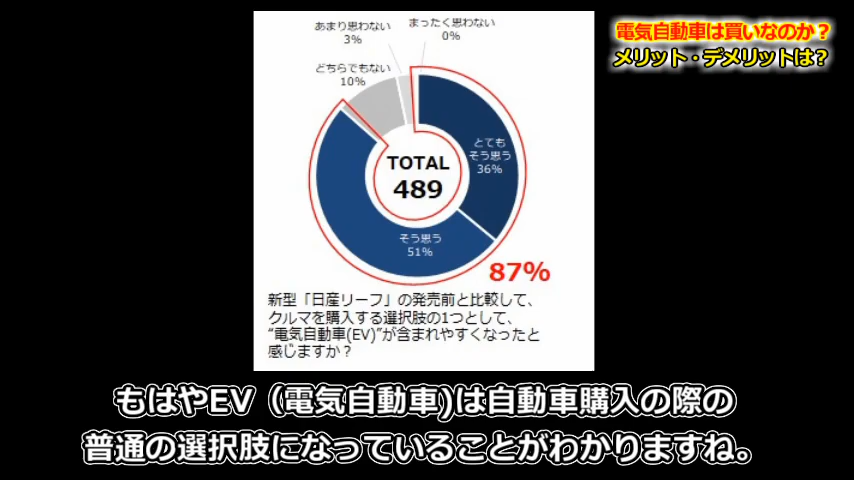 電気自動車は買いなのか？
メリット・デメリットは？
あまり思わない
3%
まったく思わない
0%
どちらでもない
10%
とても
そう思う
36%
TOTAL
489
そう思う
51%
87%
新型「日産リーフ」の発売前と比較して、
クルマを購入する選択肢の1つとして、
“電気自動車(EV)”が含まれやすくなったと
感じますか？
もはやEV（電気自動車)は自動車購入の際の
普通の選択肢になっていることがわかりますね。